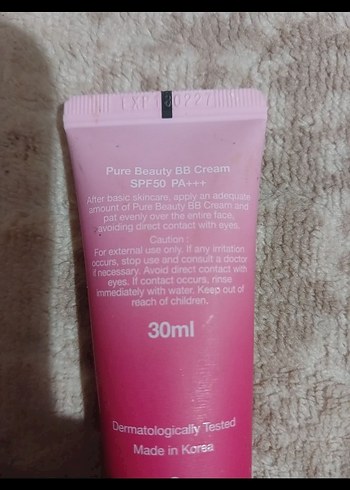 Pure Beauty BB Cream
SPF50 PA+++
After basic skincare, apply an adequate
amount of Pure Beauty BB Cream and
pat evenly over the entire face,
avoiding direct contact with eyes.
Caution :
For external use only. If any irritation
occurs, stop use and consult a doctor
if necessary. Avoid direct contact with
eyes. If contact occurs, rinse
immediately with water. Keep out of
reach of children.
30ml
Dermatologically Tested
Made in Korea